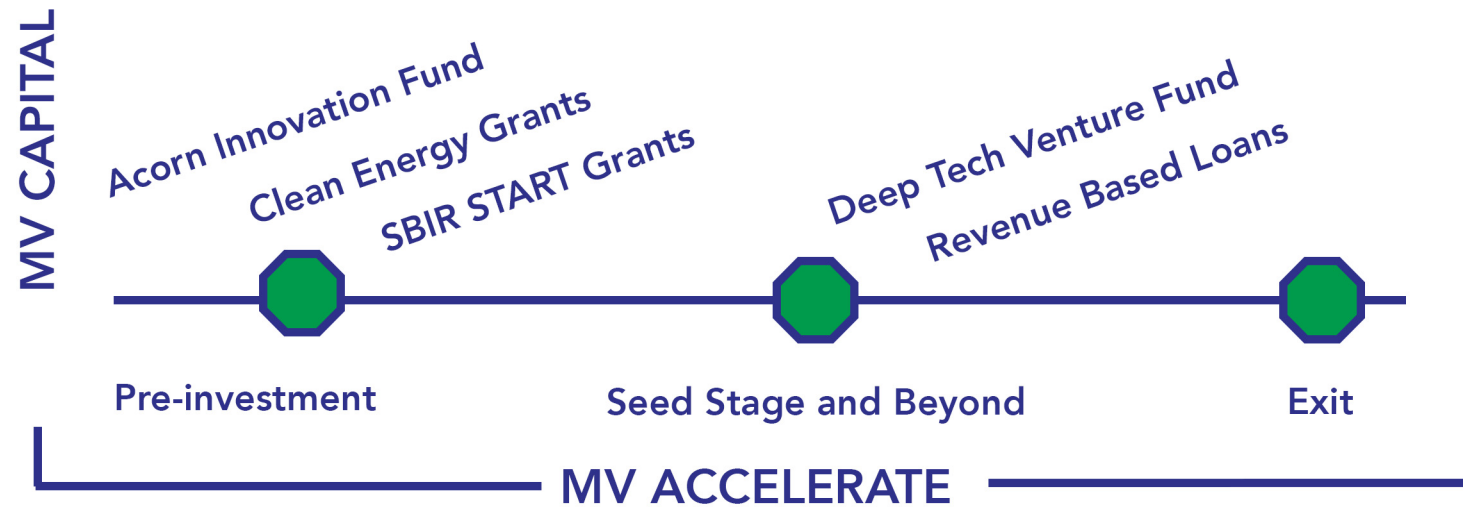 MV CAPITAL
Acorn Innovation Fund
Clean Energy Grants
SBIR START Grants
Deep Tech Venture Fund
Revenue Based Loans
Pre-investment
Seed Stage and Beyond
Exit
MV ACCELERATE